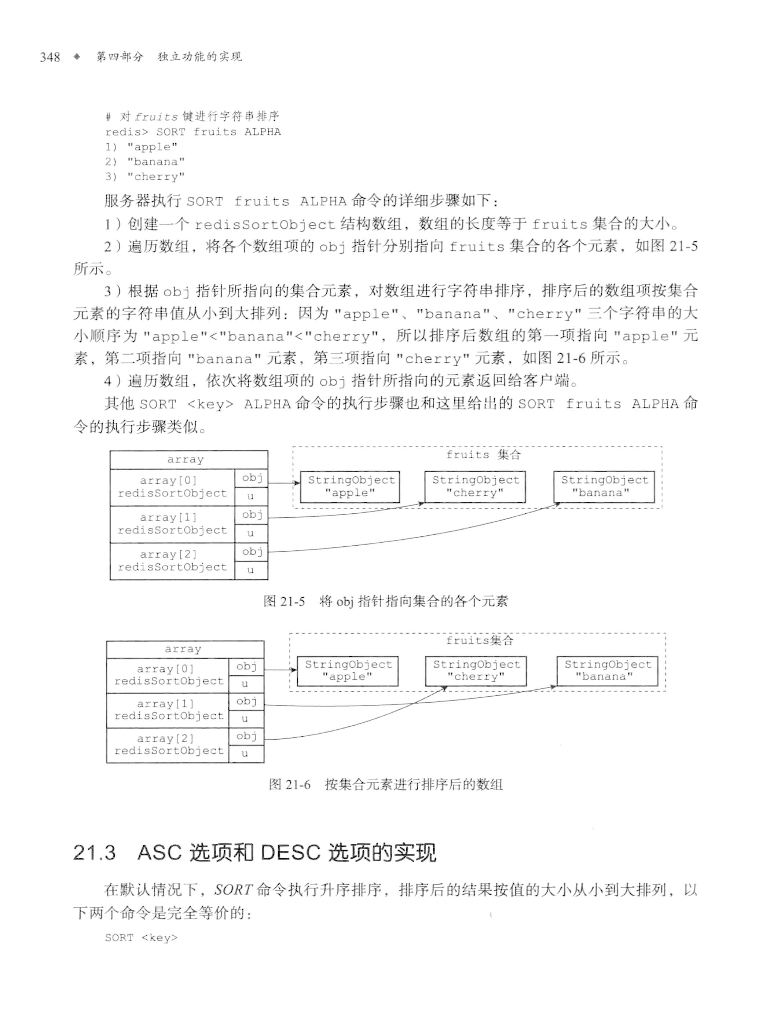 348 ◆ 第四部分 独立功能的实现
# 对fruits 键进行字符串排序
redis> SORT fruits ALPHA
1) "apple"
2) "banana"
3) "cherry"
服务器执行 SORT fruits ALPHA 命令的详细步骤如下：
1）创建一个 redisSortObject 结构数组，数组的长度等于 fruits 集合的大小。
2）遍历数组，将各个数组项的 obj 指针分别指向 fruits 集合的各个元素，如图 21-5
所示。
3）根据 obj 指针所指向的集合元素，对数组进行字符串排序，排序后的数组项按集合
元素的字符串值从小到大排列：因为 "apple"、"banana"、"cherry" 三个字符串的大
小顺序为 "apple"<"banana"<"cherry"，所以排序后数组的第一项指向 "apple" 元
素，第二项指向 "banana" 元素，第三项指向 "cherry" 元素，如图 21-6 所示。
4）遍历数组，依次将数组项的 obj 指针所指向的元素返回给客户端。
其他 SORT <key> ALPHA 命令的执行步骤也和这里给出的 SORT fruits ALPHA 命
令的执行步骤类似。
array
fruits 集合
array[0]
redisSortObject
obj
u
StringObject
"apple"
StringObject
"cherry"
StringObject
"banana"
array[1]
redisSortObject
obj
u
array[2]
redisSortObject
obj
u
图 21-5 将 obj 指针指向集合的各个元素
array
fruits集合
array[0]
redisSortObject
obj
u
StringObject
"apple"
StringObject
"cherry"
StringObject
"banana"
array[1]
redisSortObject
obj
u
array[2]
redisSortObject
obj
u
图 21-6 按集合元素进行排序后的数组
21.3 ASC 选项和 DESC 选项的实现
在默认情况下，SORT 命令执行升序排序，排序后的结果按值的大小从小到大排列，以
下两个命令是完全等价的：
SORT <key>